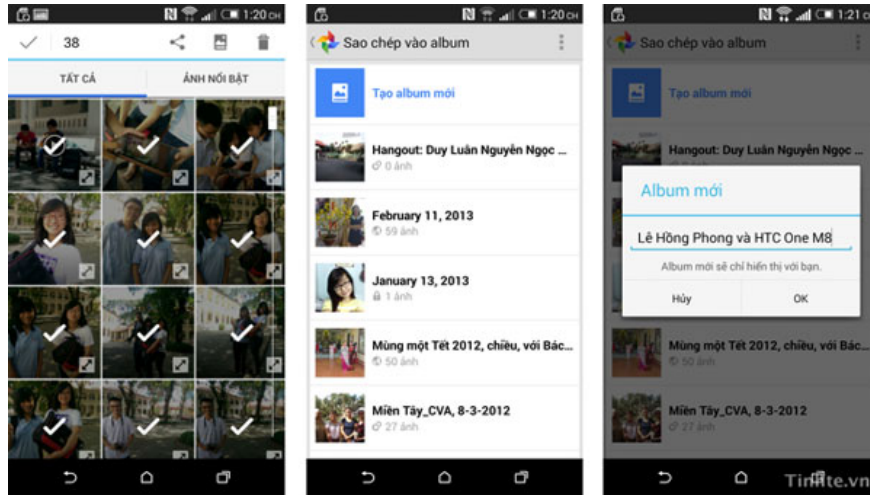 1:20 CH
38
TẤT CẢ
ẢNH NỔI BẬT
1:20 CH
Sao chép vào album
Tạo album mới
Hangout: Duy Luân Nguyễn Ngọc ...
0 ảnh
February 11, 2013
59 ảnh
January 13, 2013
1 ảnh
Mùng một Tết 2012, chiều, với Bác...
50 ảnh
Miền Tây_CVA, 8-3-2012
27 ảnh
1:21 C
Sao chép vào album
Tạo album mới
Hangout: Duy Luân Nguyễn Ngọc ...
Album mới
Lê Hồng Phong và HTC One M8
Album mới sẽ chỉ hiển thị với bạn.
Hủy
OK
Mùng một Tết 2012, chiều, với Bác...
50 ảnh
Miền Tây_CVA, 8-3-2012
27 ảnh
Tinhte.vn